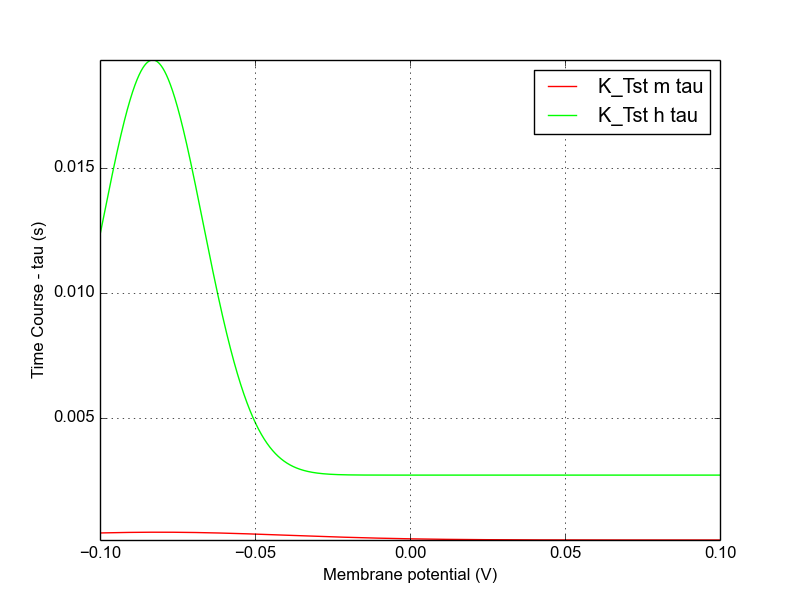 K_Tst m tau
K_Tst h tau
0.015
0.010
0.005
Time Course - tau (s)
−0.10
−0.05
0.00
0.05
0.10
Membrane potential (V)